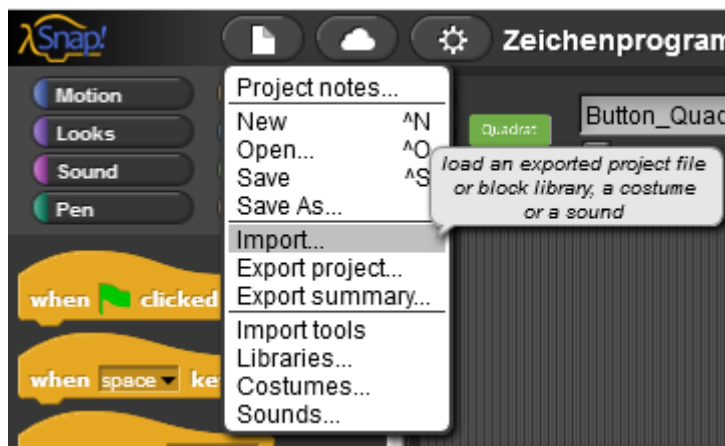 λSnap!
Zeichenprogram
Motion
Looks
Sound
Pen
when clicked
when space ke
Project notes...
New ^N
Open... ^O
Save ^S
Save As...
Import...
Export project...
Export summary...
Import tools
Libraries...
Costumes...
Sounds...
Quadrat
Button_Quad
load an exported project file
or block library, a costume
or a sound